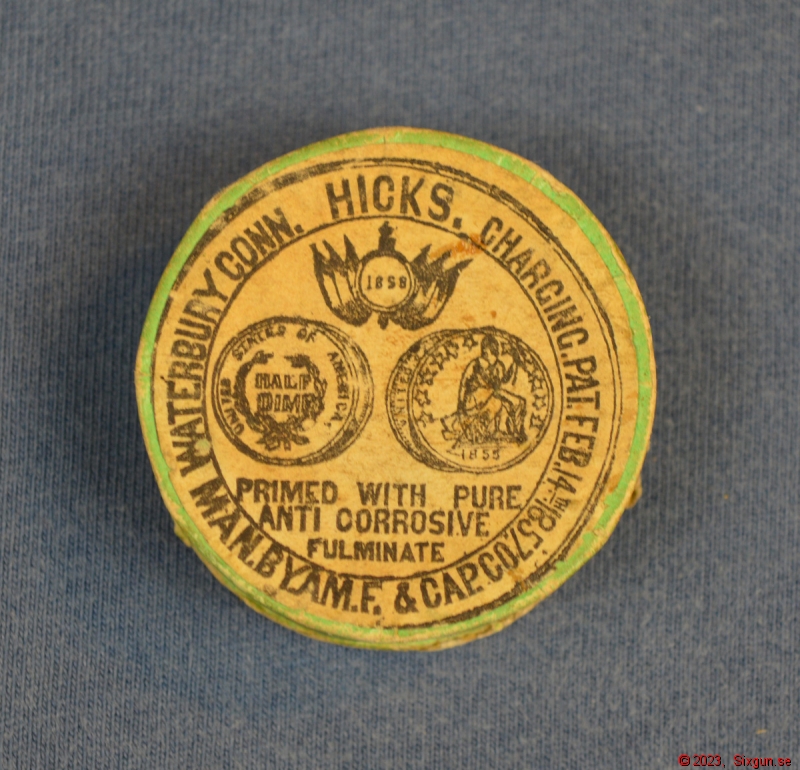 HICKS. CHARGING. PAT. FEB. 14TH 1857.
MAN. BY AM. F. & CAP. CO.
WATERBURY CONN.
1858
UNITED STATES OF AMERICA.
HALF
DIME
UNITED
1855
PRIMED WITH PURE
ANTI CORROSIVE
FULMINATE
© 2023, Sixgun.se